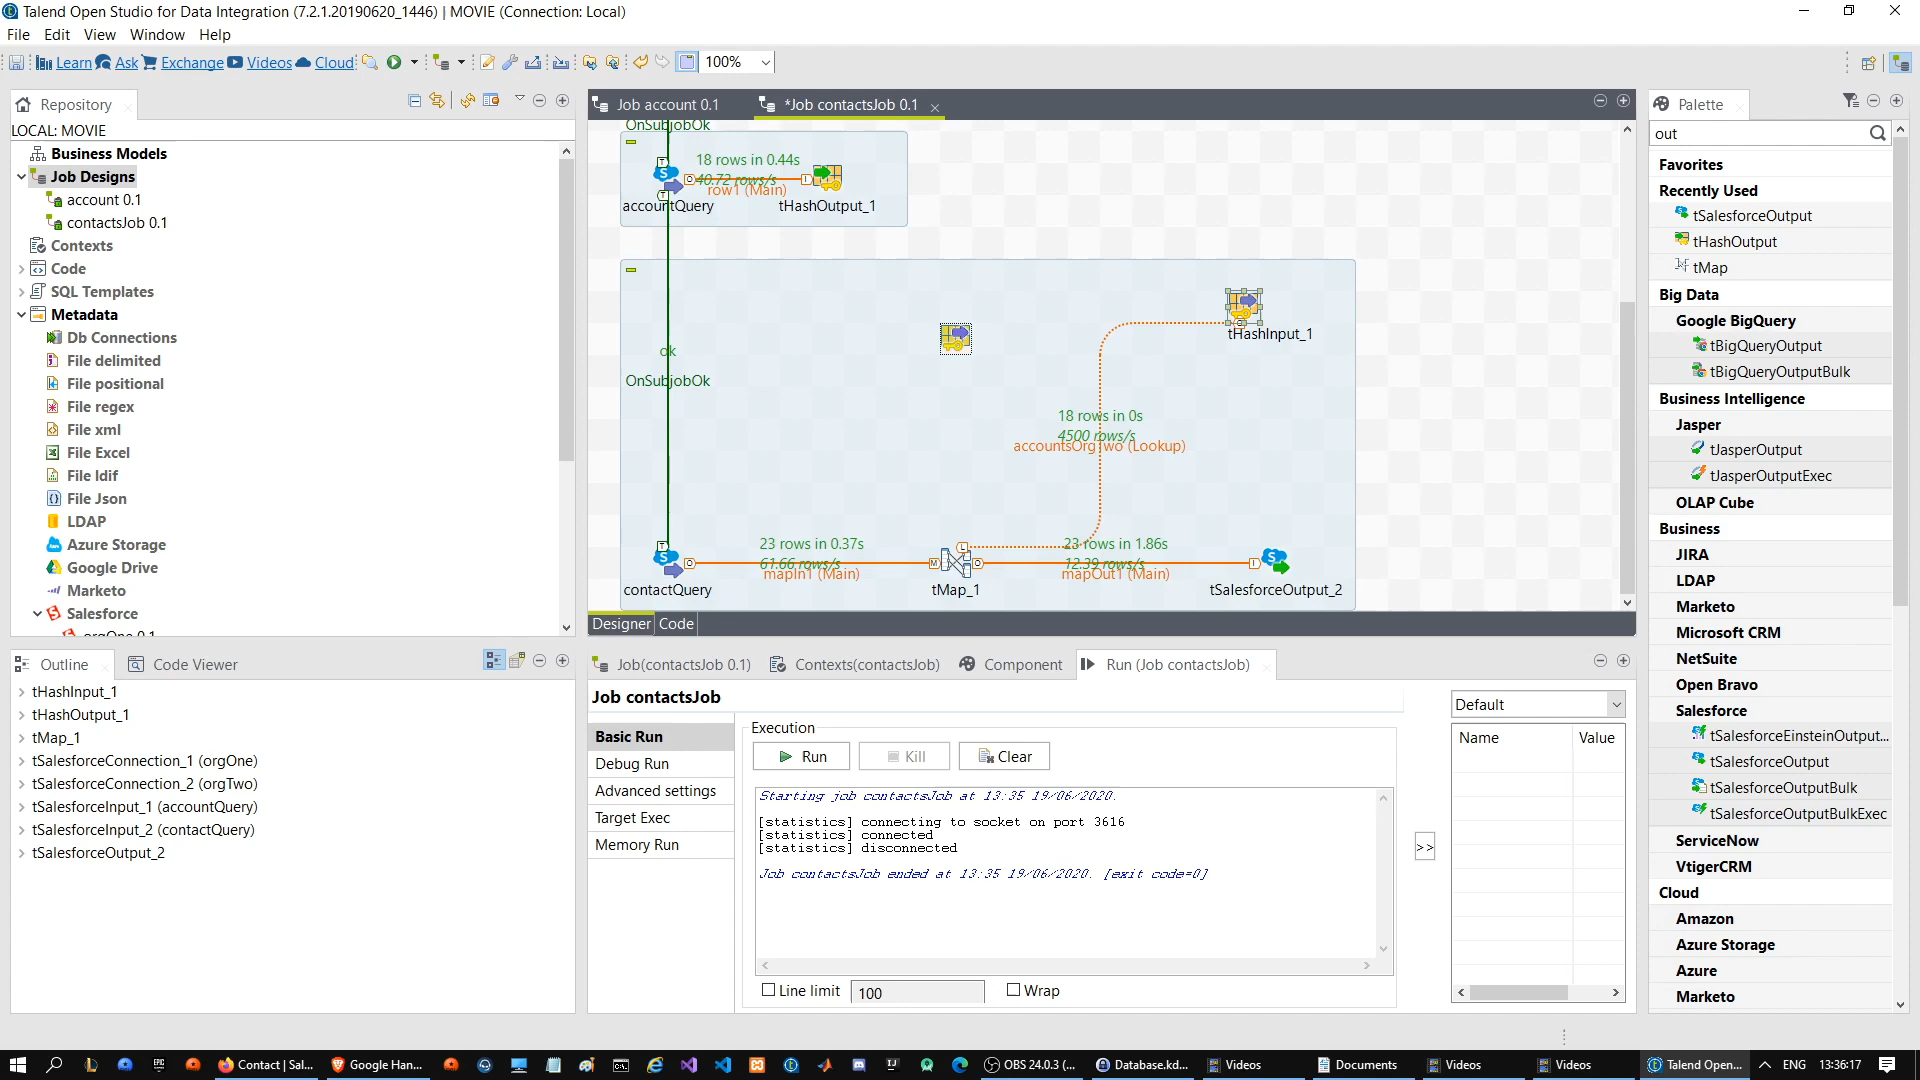 Talend Open Studio for Data Integration (7.2.1.20190620_1446) | MOVIE (Connection: Local)
File Edit View Window Help
Learn Ask Exchange Videos Cloud 100%
Repository
LOCAL: MOVIE
Business Models
Job Designs
account 0.1
contactsJob 0.1
Contexts
Code
SQL Templates
Metadata
Db Connections
File delimited
File positional
File regex
File xml
File Excel
File ldif
File Json
LDAP
Azure Storage
Google Drive
Marketo
Salesforce
orgOne 0.1
Outline
Code Viewer
tHashInput_1
tHashOutput_1
tMap_1
tSalesforceConnection_1 (orgOne)
tSalesforceConnection_2 (orgTwo)
tSalesforceInput_1 (accountQuery)
tSalesforceInput_2 (contactQuery)
tSalesforceOutput_2
Job account 0.1
*Job contactsJob 0.1
OnSubjobOk
18 rows in 0.44s
40.72 rows/s
row1 (Main)
accountQuery
tHashOutput_1
tHashInput_1
ok
OnSubjobOk
18 rows in 0s
4500 rows/s
accountsOrgTwo (Lookup)
23 rows in 0.37s
61.66 rows/s
mapIn1 (Main)
23 rows in 1.86s
12.39 rows/s
mapOut1 (Main)
contactQuery
tMap_1
tSalesforceOutput_2
Designer Code
Job(contactsJob 0.1)
Contexts(contactsJob)
Component
Run (Job contactsJob)
Job contactsJob
Basic Run
Debug Run
Advanced settings
Target Exec
Memory Run
Execution
Run
Kill
Clear
Starting job contactsJob at 13:35 19/06/2020.
[statistics] connecting to socket on port 3616
[statistics] connected
[statistics] disconnected
Job contactsJob ended at 13:35 19/06/2020. [exit code=0]
Line limit 100 Wrap
>>
Default
Name Value
Palette
out
Favorites
Recently Used
tSalesforceOutput
tHashOutput
tMap
Big Data
Google BigQuery
tBigQueryOutput
tBigQueryOutputBulk
Business Intelligence
Jasper
tJasperOutput
tJasperOutputExec
OLAP Cube
Business
JIRA
LDAP
Marketo
Microsoft CRM
NetSuite
Open Bravo
Salesforce
tSalesforceEinsteinOutput...
tSalesforceOutput
tSalesforceOutputBulk
tSalesforceOutputBulkExec
ServiceNow
VtigerCRM
Cloud
Amazon
Azure Storage
Azure
Marketo
Contact | Sal...
Google Han...
OBS 24.0.3 (...
Database.kd...
Videos
Documents
Videos
Videos
Talend Open...
ENG
13:36:17